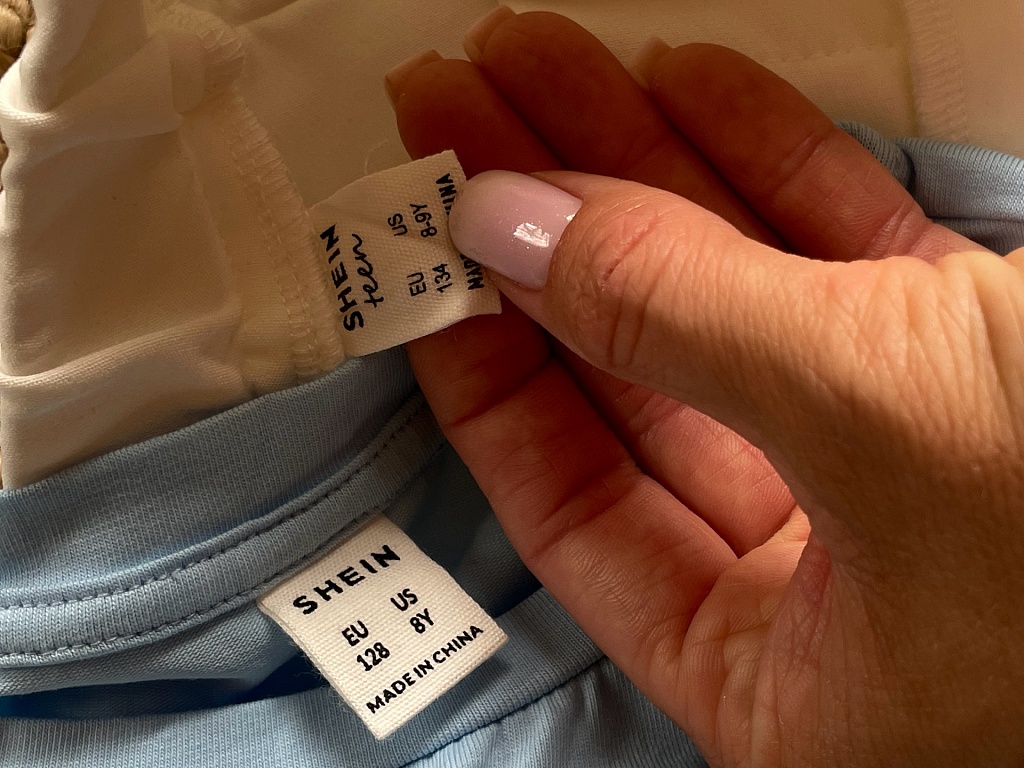 SHEIN
teen
EU US
134 8-9Y
SHEIN
EU US
128 8Y
MADE IN CHINA